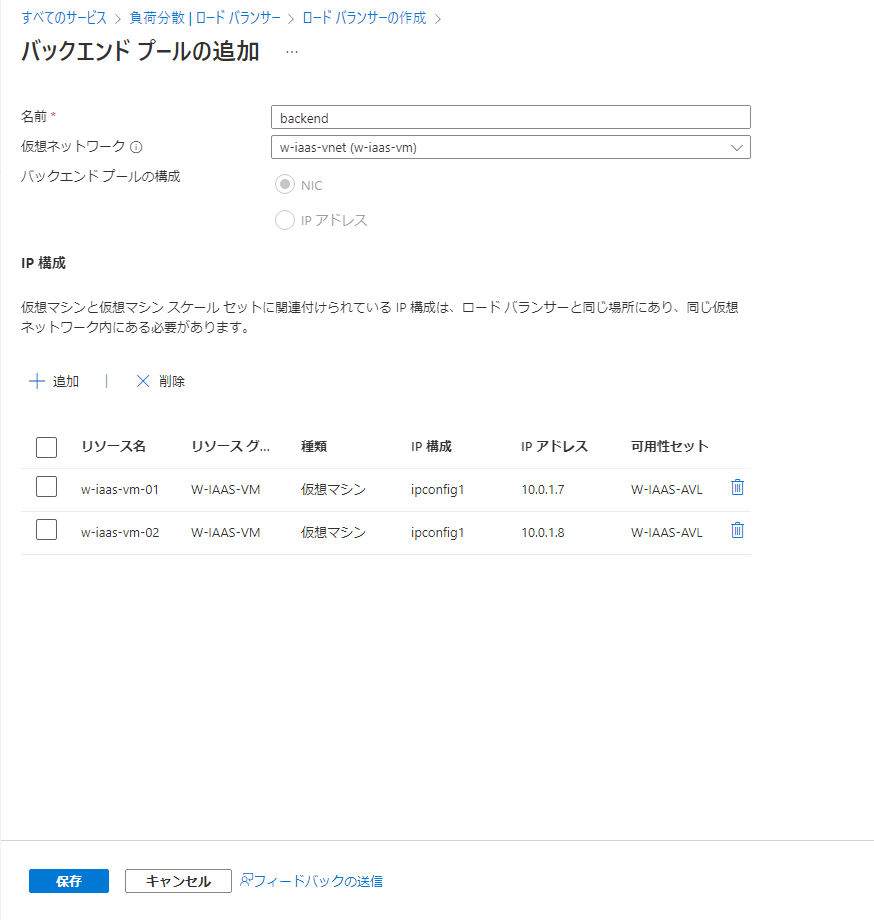 すべてのサービス > 負荷分散 | ロード バランサー > ロード バランサーの作成 >
バックエンド プールの追加 …
名前 * backend
仮想ネットワーク w-iaas-vnet (w-iaas-vm)
バックエンド プールの構成 NIC
IP アドレス
IP 構成
仮想マシンと仮想マシン スケール セットに関連付けられている IP 構成は、ロード バランサーと同じ場所にあり、同じ仮想
ネットワーク内にある必要があります。
追加 | 削除
リソース名 リソース グ... 種類 IP 構成 IP アドレス 可用性セット
w-iaas-vm-01 W-IAAS-VM 仮想マシン ipconfig1 10.0.1.7 W-IAAS-AVL
w-iaas-vm-02 W-IAAS-VM 仮想マシン ipconfig1 10.0.1.8 W-IAAS-AVL
保存 キャンセル フィードバックの送信